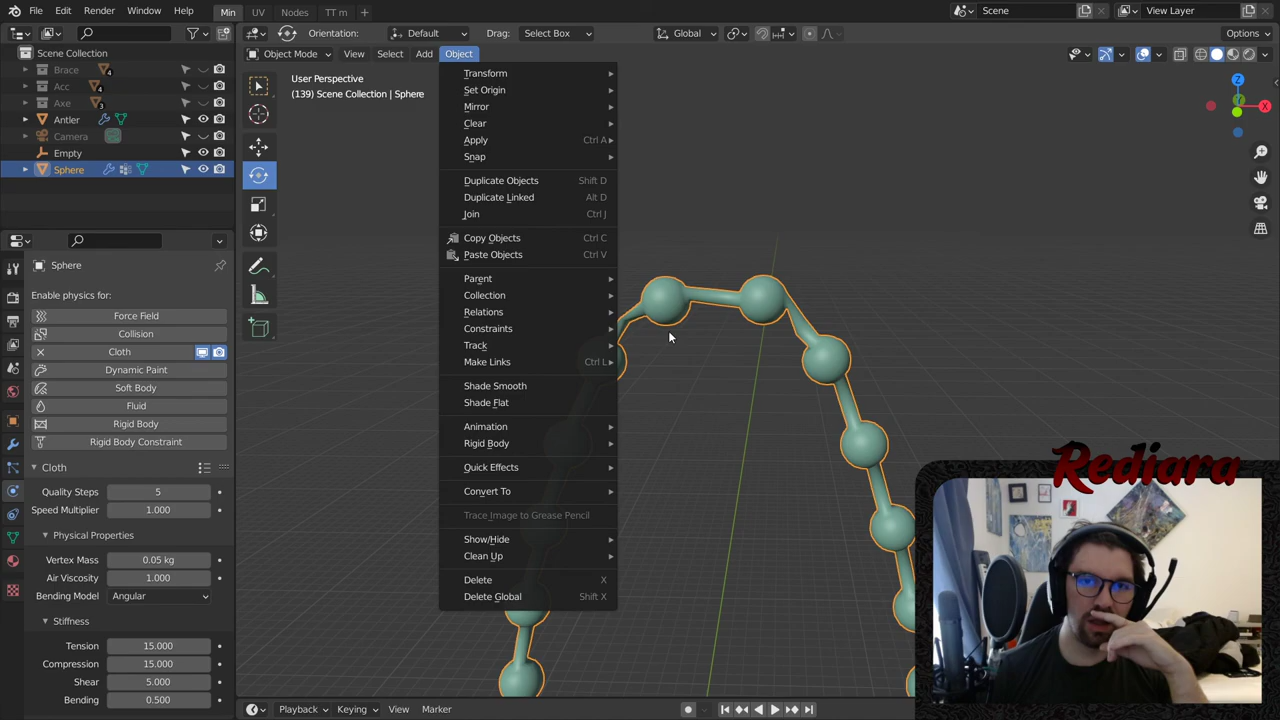 File Edit Render Window Help Min UV Nodes TT m + Scene View Layer
Orientation: Default Drag: Select Box Global Options
Object Mode View Select Add Object
Scene Collection
Brace 4
Acc 4
Axe 3
Antler
Camera
Empty
Sphere
User Perspective
(139) Scene Collection | Sphere
Z
Y
X
Transform
Set Origin
Mirror
Clear
Apply Ctrl A
Snap
Duplicate Objects Shift D
Duplicate Linked Alt D
Join Ctrl J
Copy Objects Ctrl C
Paste Objects Ctrl V
Parent
Collection
Relations
Constraints
Track
Make Links Ctrl L
Shade Smooth
Shade Flat
Animation
Rigid Body
Quick Effects
Convert To
Trace Image to Grease Pencil
Show/Hide
Clean Up
Delete X
Delete Global Shift X
Sphere
Enable physics for:
Force Field
Collision
Cloth
Dynamic Paint
Soft Body
Fluid
Rigid Body
Rigid Body Constraint
Cloth
Quality Steps 5
Speed Multiplier 1.000
Physical Properties
Vertex Mass 0.05 kg
Air Viscosity 1.000
Bending Model Angular
Stiffness
Tension 15.000
Compression 15.000
Shear 5.000
Bending 0.500
Playback Keying View Marker
Rediara